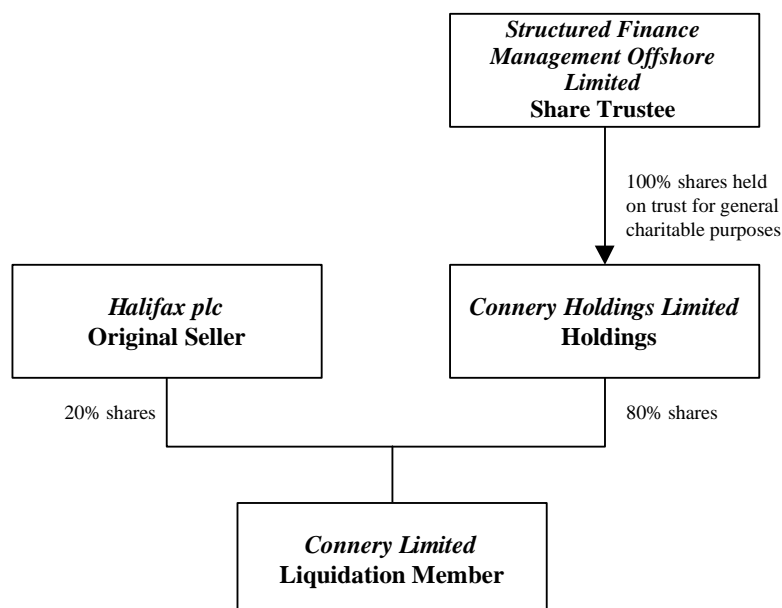 Structured Finance
Management Offshore
Limited
Share Trustee
100% shares held
on trust for general
charitable purposes
Halifax plc
Original Seller
Connery Holdings Limited
Holdings
20% shares
80% shares
Connery Limited
Liquidation Member